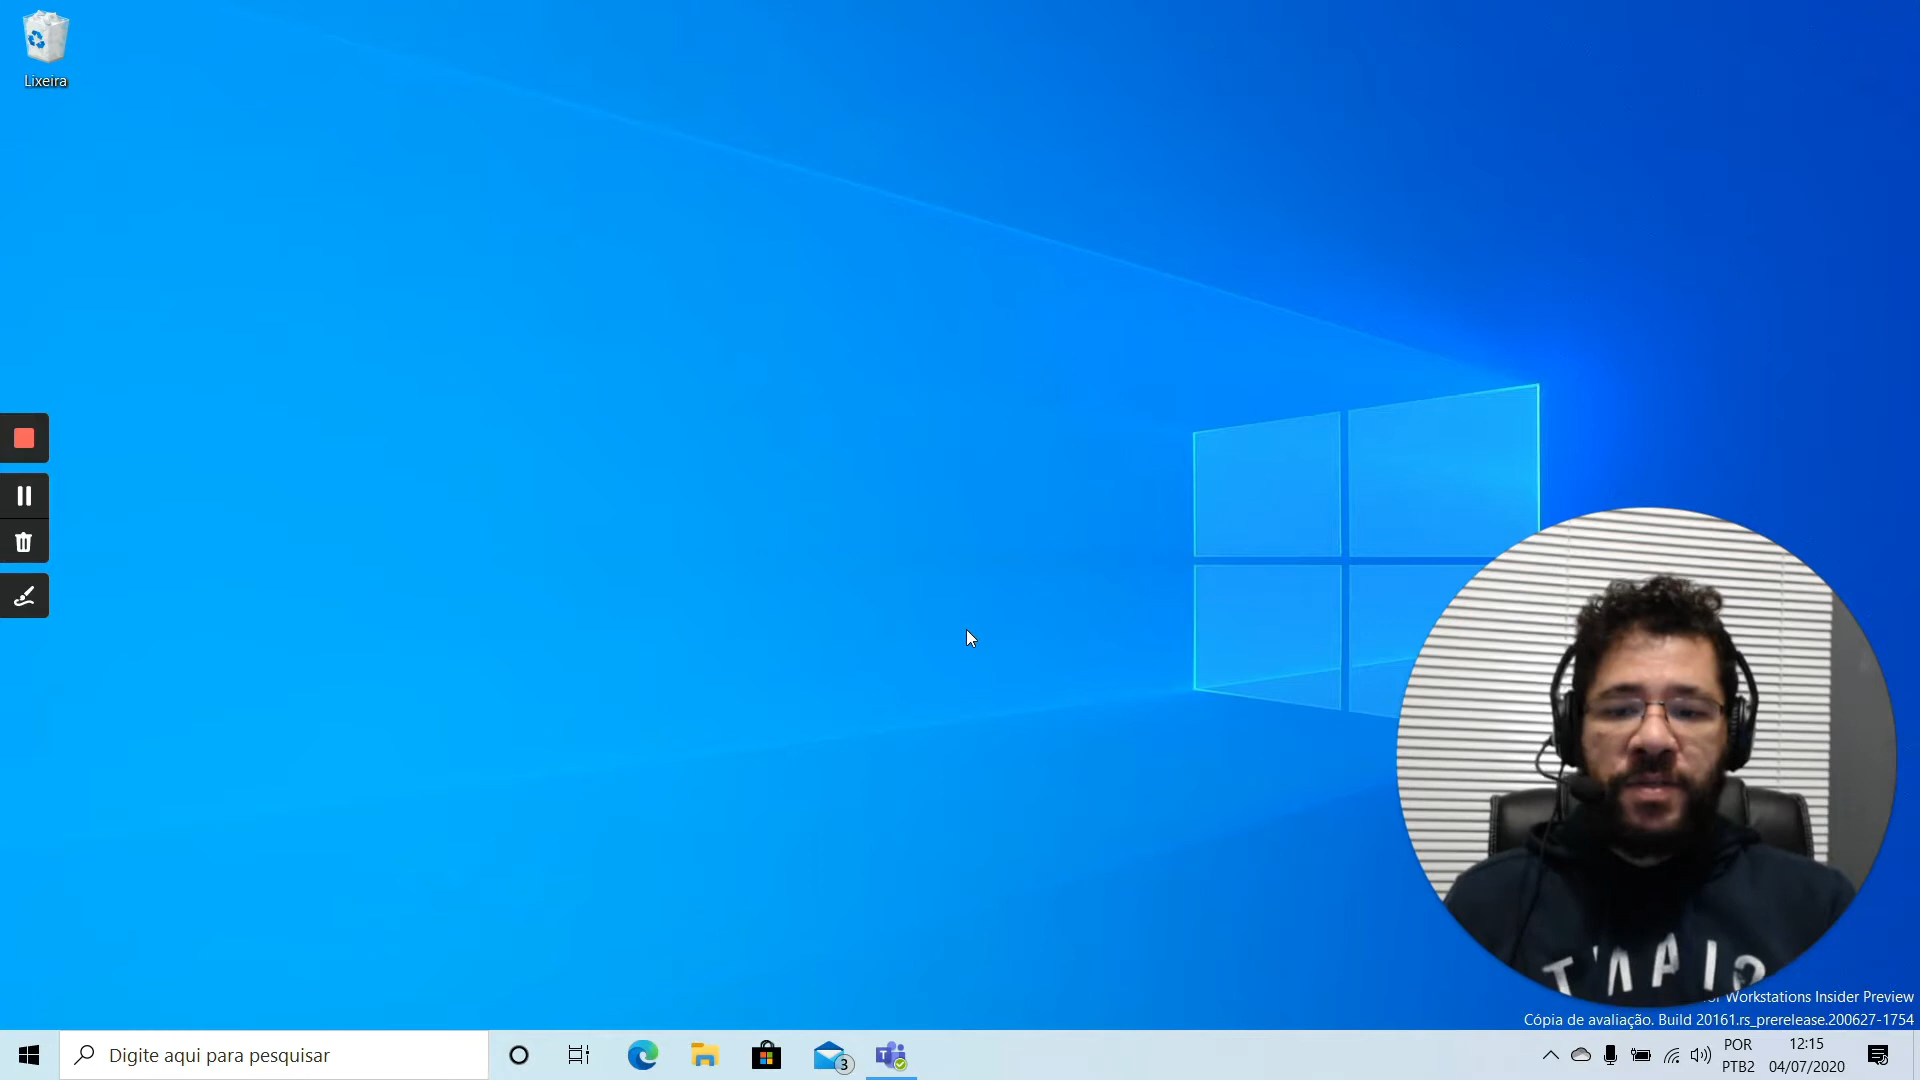 Lixeira
Workstations Insider Preview
Cópia de avaliação. Build 20161.rs_prerelease.200627-1754
Digite aqui para pesquisar
3
POR
PTB2
12:15
04/07/2020